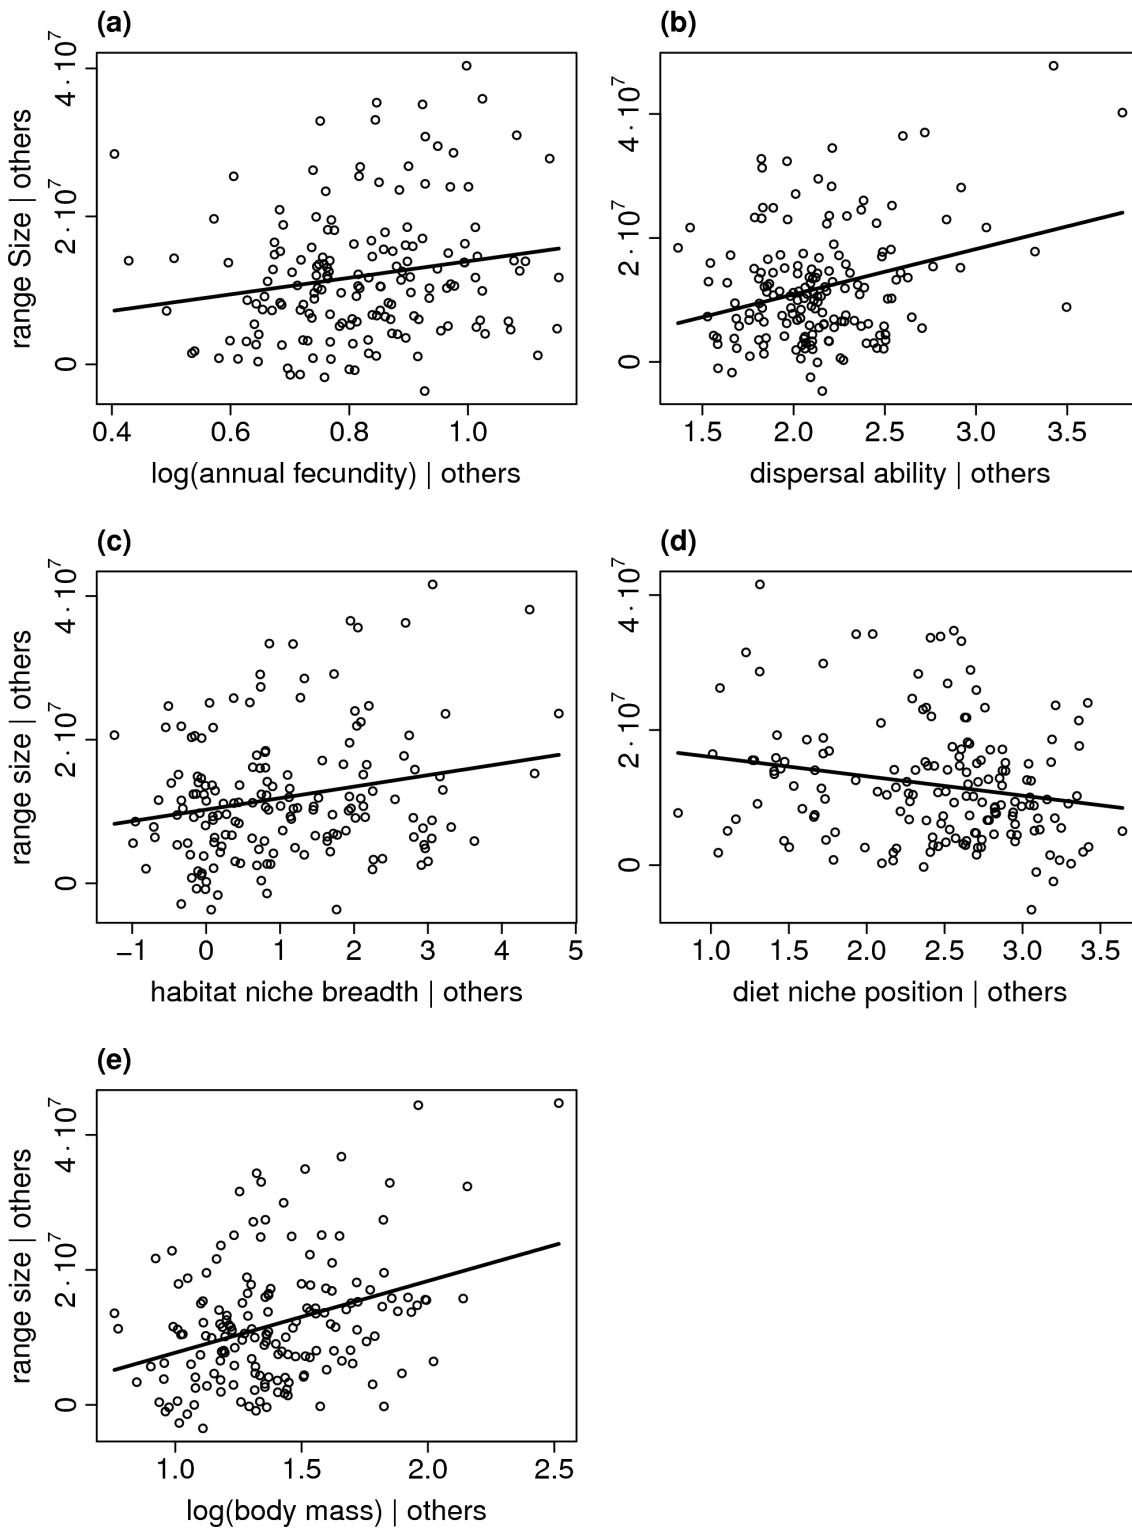 (a)
range Size | others
4·10⁷
2·10⁷
0
0.4 0.6 0.8 1.0
log(annual fecundity) | others
(b)
4·10⁷
2·10⁷
0
1.5 2.0 2.5 3.0 3.5
dispersal ability | others
(c)
range size | others
4·10⁷
2·10⁷
0
−1 0 1 2 3 4 5
habitat niche breadth | others
(d)
4·10⁷
2·10⁷
0
1.0 1.5 2.0 2.5 3.0 3.5
diet niche position | others
(e)
range size | others
4·10⁷
2·10⁷
0
1.0 1.5 2.0 2.5
log(body mass) | others